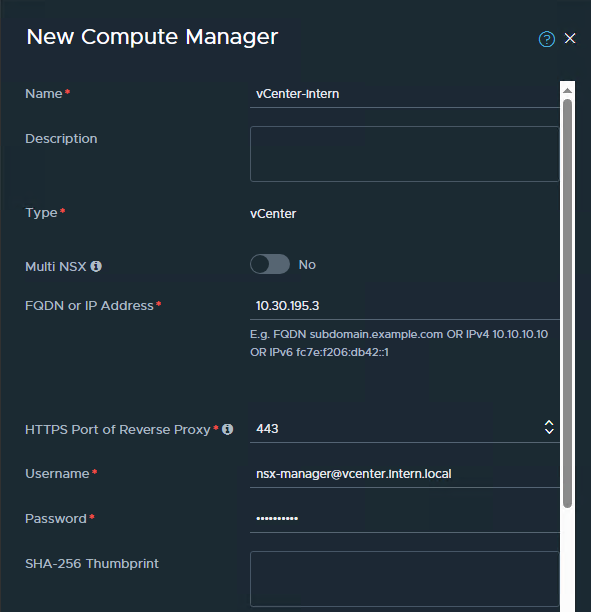 New Compute Manager
Name*
vCenter-Intern
Description
Type*
vCenter
Multi NSX
No
FQDN or IP Address*
10.30.195.3
E.g. FQDN subdomain.example.com OR IPv4 10.10.10.10
OR IPv6 fc7e:f206:db42::1
HTTPS Port of Reverse Proxy*
443
Username*
nsx-manager@vcenter.intern.local
Password*
••••••••••
SHA-256 Thumbprint